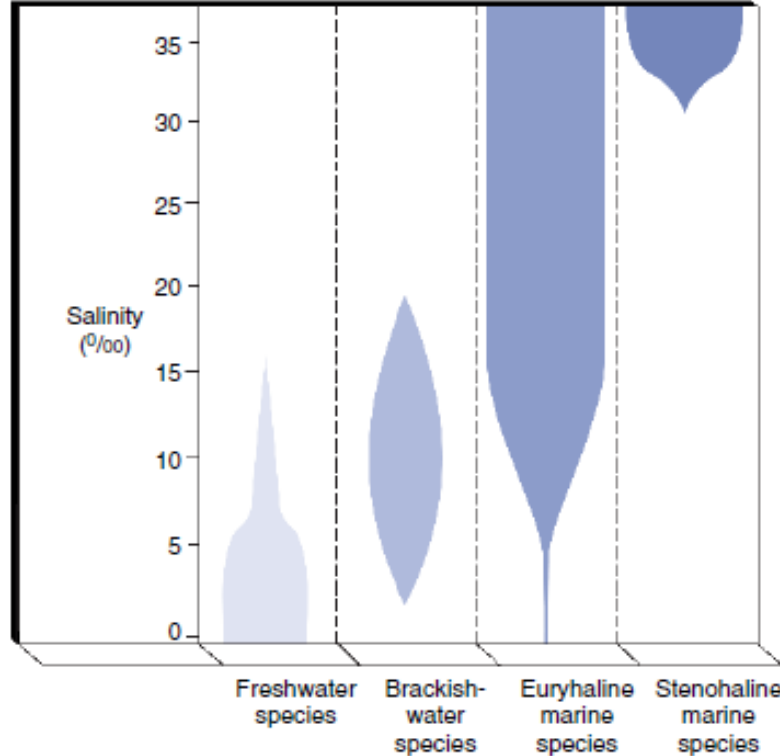 35
30
25
20
Salinity
(0/00)
15
10
5
0
Freshwater
species
Brackish-
water
species
Euryhaline
marine
species
Stenohaline
marine
species